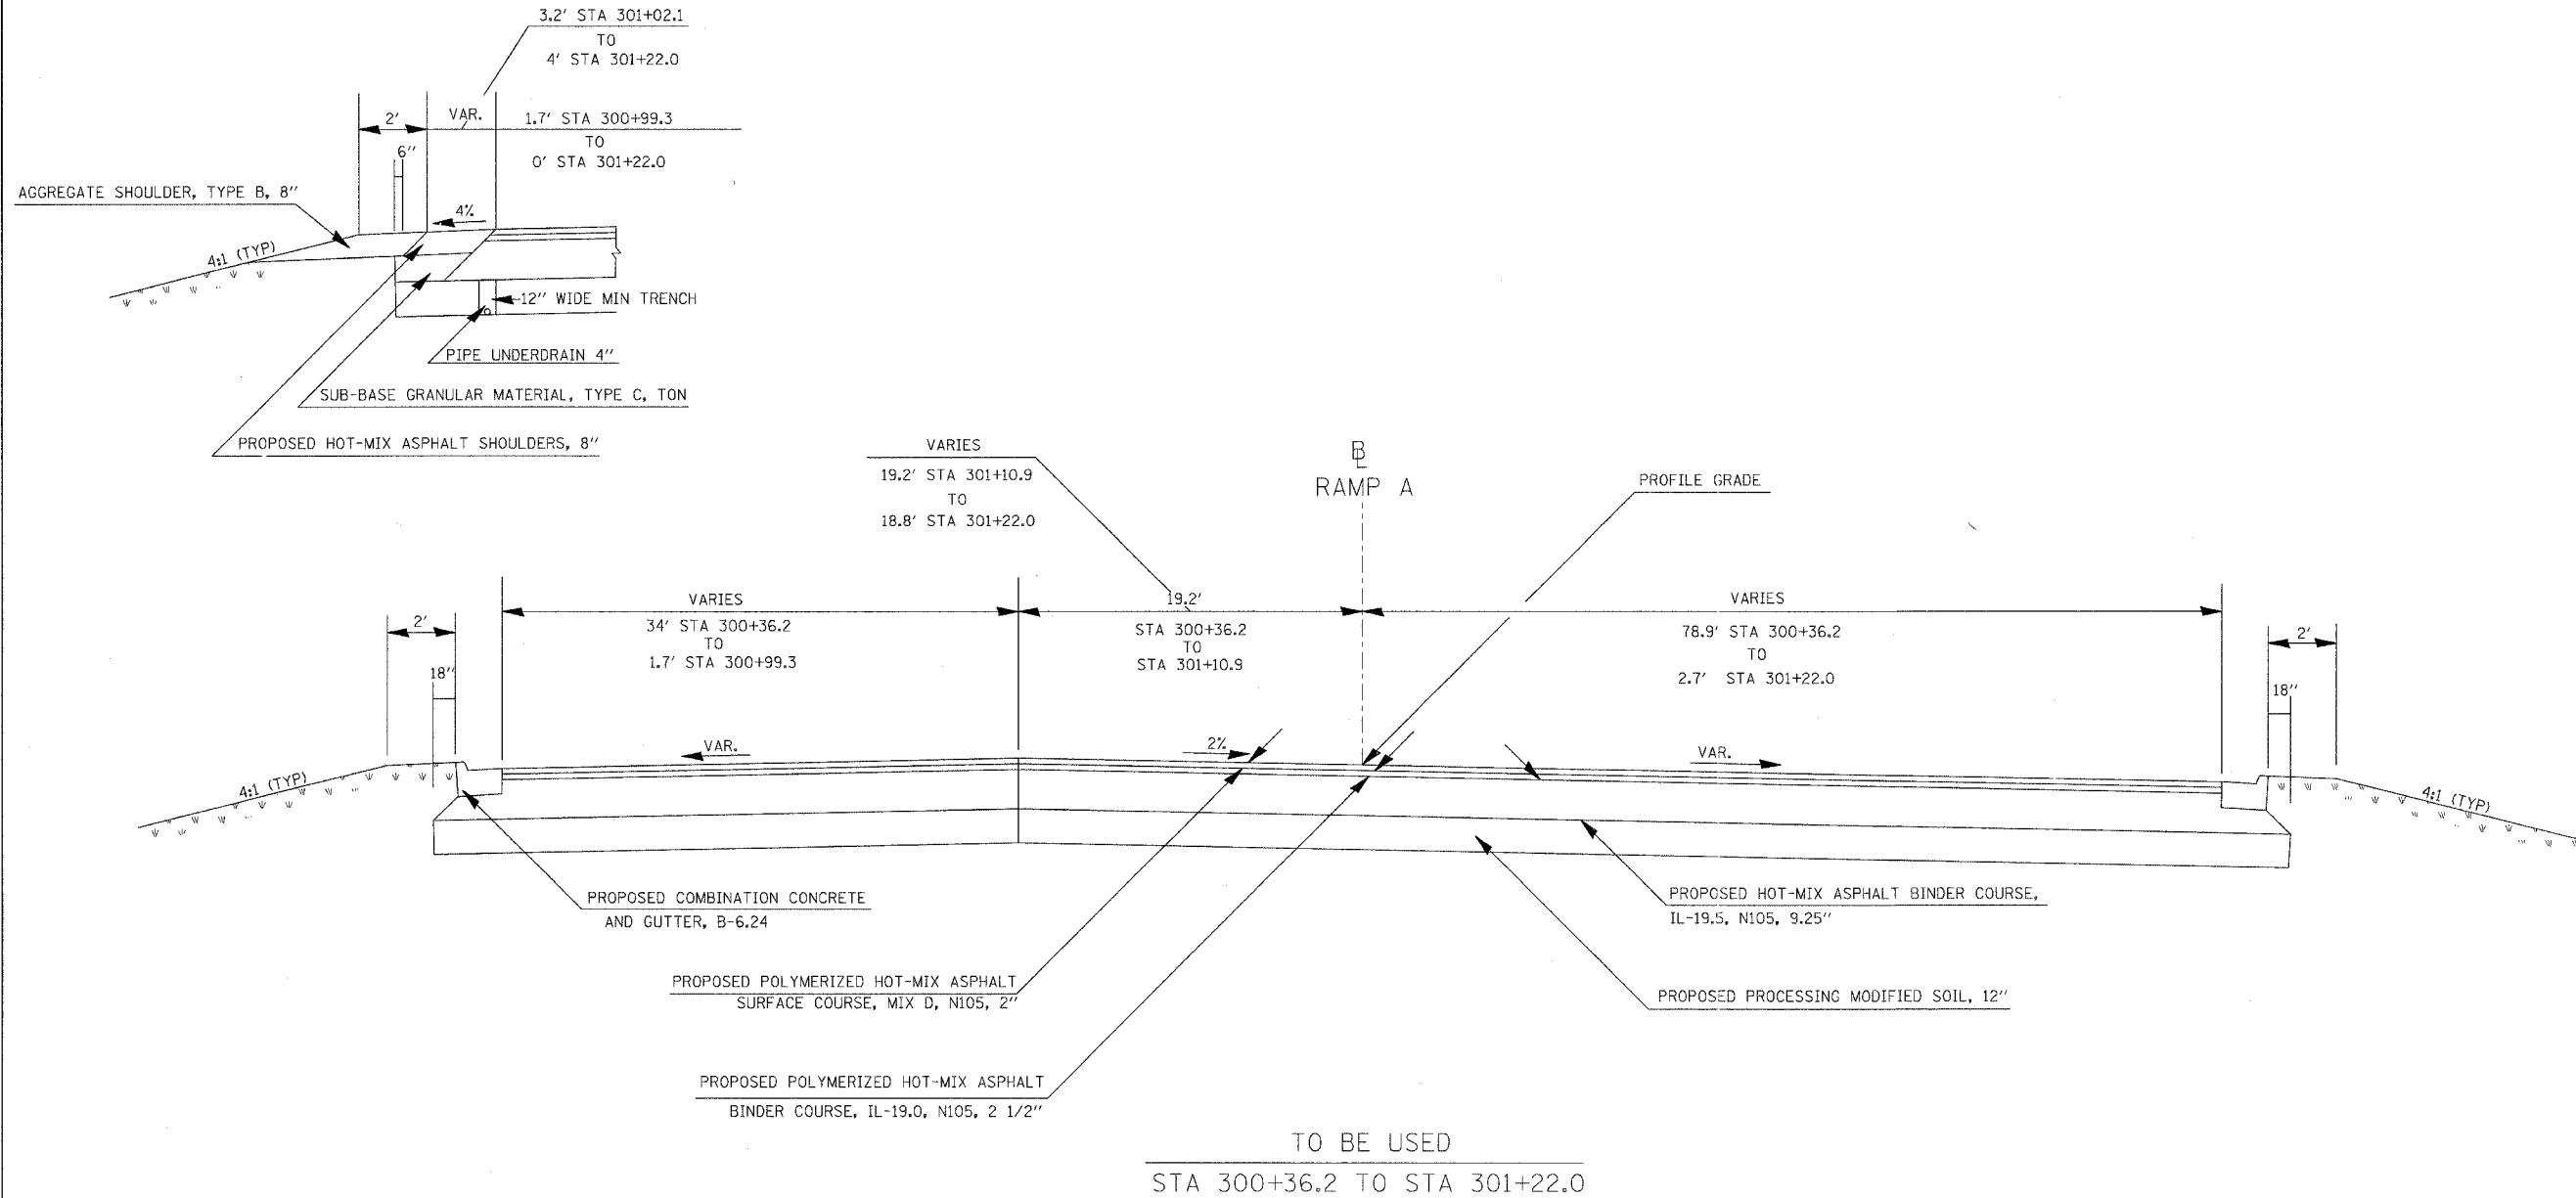 3.2' STA 301+02.1
TO
4' STA 301+22.0
2'
VAR.
1.7' STA 300+99.3
TO
0' STA 301+22.0
6"
AGGREGATE SHOULDER, TYPE B, 8"
4%
4:1 (TYP)
12" WIDE MIN TRENCH
PIPE UNDERDRAIN 4"
SUB-BASE GRANULAR MATERIAL, TYPE C, TON
PROPOSED HOT-MIX ASPHALT SHOULDERS, 8"
VARIES
19.2' STA 301+10.9
TO
18.8' STA 301+22.0
BL
RAMP A
PROFILE GRADE
2'
VARIES
34' STA 300+36.2
TO
1.7' STA 300+99.3
19.2'
STA 300+36.2
TO
STA 301+10.9
VARIES
78.9' STA 300+36.2
TO
2.7' STA 301+22.0
2'
18"
18"
VAR.
2%
VAR.
4:1 (TYP)
4:1 (TYP)
PROPOSED COMBINATION CONCRETE
AND GUTTER, B-6.24
PROPOSED HOT-MIX ASPHALT BINDER COURSE,
IL-19.5, N105, 9.25"
PROPOSED POLYMERIZED HOT-MIX ASPHALT
SURFACE COURSE, MIX D, N105, 2"
PROPOSED PROCESSING MODIFIED SOIL, 12"
PROPOSED POLYMERIZED HOT-MIX ASPHALT
BINDER COURSE, IL-19.0, N105, 2 1/2"
TO BE USED
STA 300+36.2 TO STA 301+22.0